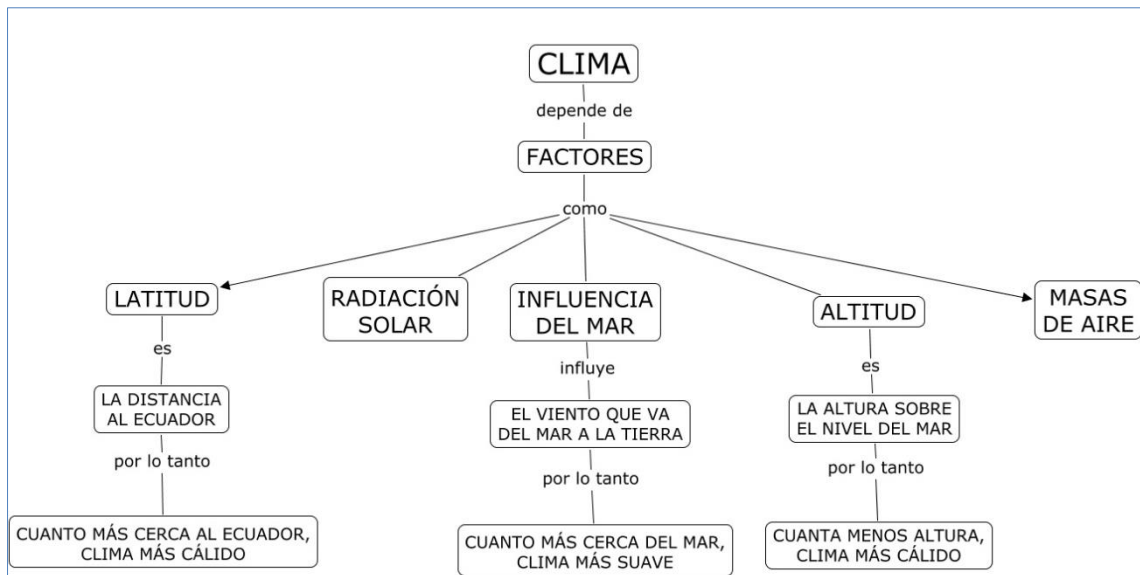 CLIMA
depende de
FACTORES
como
LATITUD
RADIACIÓN
SOLAR
INFLUENCIA
DEL MAR
ALTITUD
MASAS
DE AIRE
es
influye
es
LA DISTANCIA
AL ECUADOR
EL VIENTO QUE VA
DEL MAR A LA TIERRA
LA ALTURA SOBRE
EL NIVEL DEL MAR
por lo tanto
por lo tanto
por lo tanto
CUANTO MÁS CERCA AL ECUADOR,
CLIMA MÁS CÁLIDO
CUANTO MÁS CERCA DEL MAR,
CLIMA MÁS SUAVE
CUANTA MENOS ALTURA,
CLIMA MÁS CÁLIDO